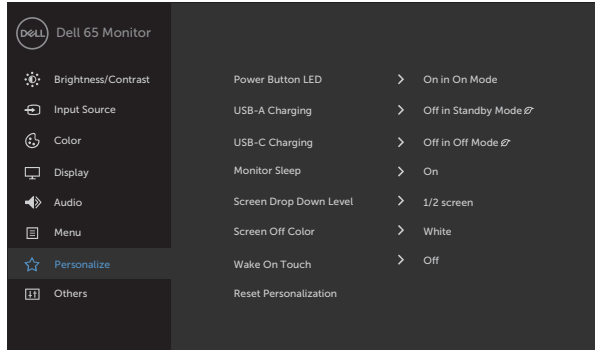 DELL Dell 65 Monitor
Brightness/Contrast
Input Source
Color
Display
Audio
Menu
Personalize
Others
Power Button LED > On in On Mode
USB-A Charging > Off in Standby Mode
USB-C Charging > Off in Off Mode
Monitor Sleep > On
Screen Drop Down Level > 1/2 screen
Screen Off Color > White
Wake On Touch > Off
Reset Personalization